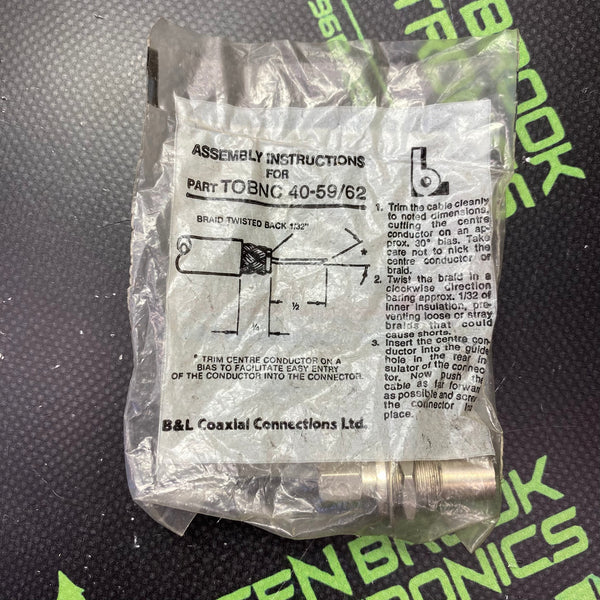 ASSEMBLY INSTRUCTIONS
FOR
PART TOBNC 40-59/62
BRAID TWISTED BACK 1/32"
*
1/2
* TRIM CENTRE CONDUCTOR ON A
BIAS TO FACILITATE EASY ENTRY
OF THE CONDUCTOR INTO THE CONNECTOR.
B&L Coaxial Connections Ltd.
bL
1. Trim the cable cleanly
to noted dimensions,
cutting the centre
conductor on an ap-
prox. 30° bias. Take
care not to nick the
centre conductor or
braid.
2. Twist the braid in a
clockwise direction
baring approx. 1/32 of
inner insulation, pre-
venting loose or stray
braids that could
cause shorts.
3. Insert the centre con-
ductor into the guide
hole in the rear in-
sulator of the connec-
tor. Now push the
cable as far forward
as possible and screw
the connector into
place.
BROOK